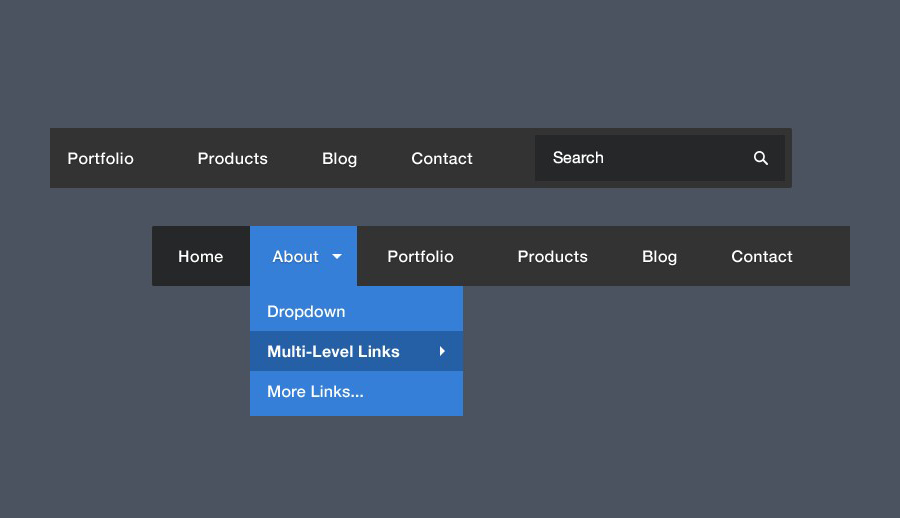 Portfolio Products Blog Contact Search
Home About Portfolio Products Blog Contact
Dropdown
Multi-Level Links
More Links...